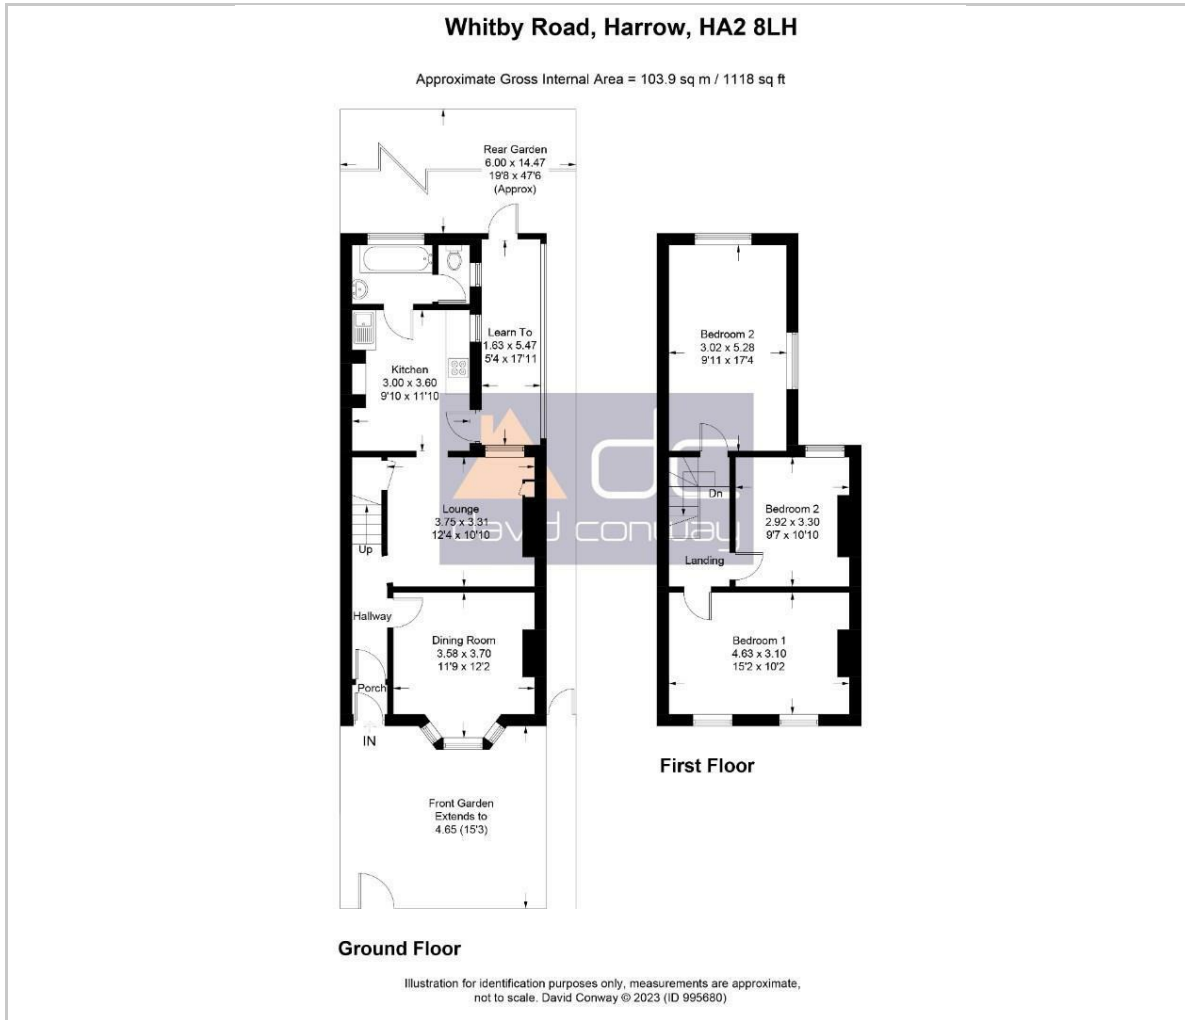 Whitby Road, Harrow, HA2 8LH
Approximate Gross Internal Area = 103.9 sq m / 1118 sq ft
Rear Garden
6.00 x 14.47
19'8 x 47'6
(Approx)
Learn To
1.63 x 5.47
5'4 x 17'11
Kitchen
3.00 x 3.60
9'10 x 11'10
Lounge
3.75 x 3.31
12'4 x 10'10
Up
Hallway
Dining Room
3.58 x 3.70
11'9 x 12'2
Porch
IN
Front Garden
Extends to
4.65 (15'3)
Ground Floor
Bedroom 2
3.02 x 5.28
9'11 x 17'4
Dn
Bedroom 2
2.92 x 3.30
9'7 x 10'10
Landing
Bedroom 1
4.63 x 3.10
15'2 x 10'2
First Floor
dc
david conway
Illustration for identification purposes only, measurements are approximate,
not to scale. David Conway © 2023 (ID 995680)